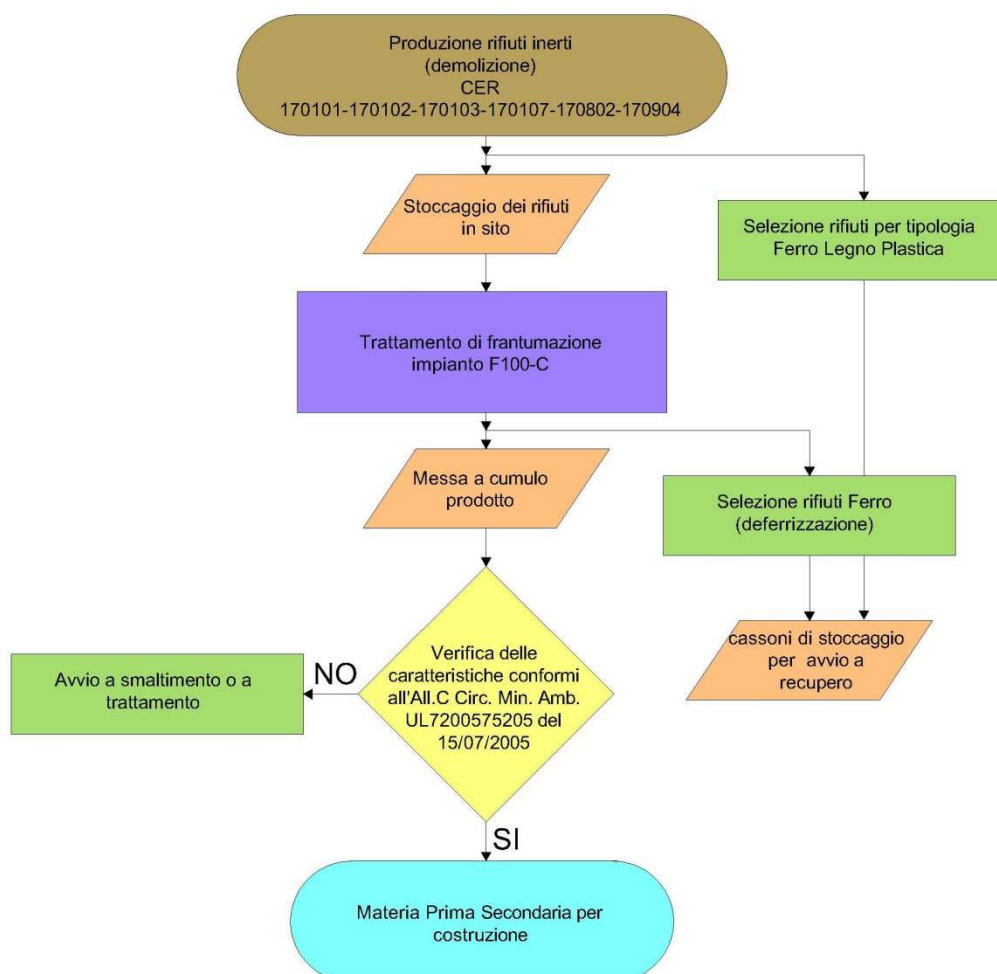 Produzione rifiuti inerti
(demolizione)
CER
170101-170102-170103-170107-170802-170904
Stoccaggio dei rifiuti
in sito
Selezione rifiuti per tipologia
Ferro Legno Plastica
Trattamento di frantumazione
impianto F100-C
Messa a cumulo
prodotto
Selezione rifiuti Ferro
(deferrizzazione)
cassoni di stoccaggio
per avvio a
recupero
Verifica delle
caratteristiche conformi
all'All.C Circ. Min. Amb.
UL7200575205 del
15/07/2005
NO
Avvio a smaltimento o a
trattamento
SI
Materia Prima Secondaria per
costruzione